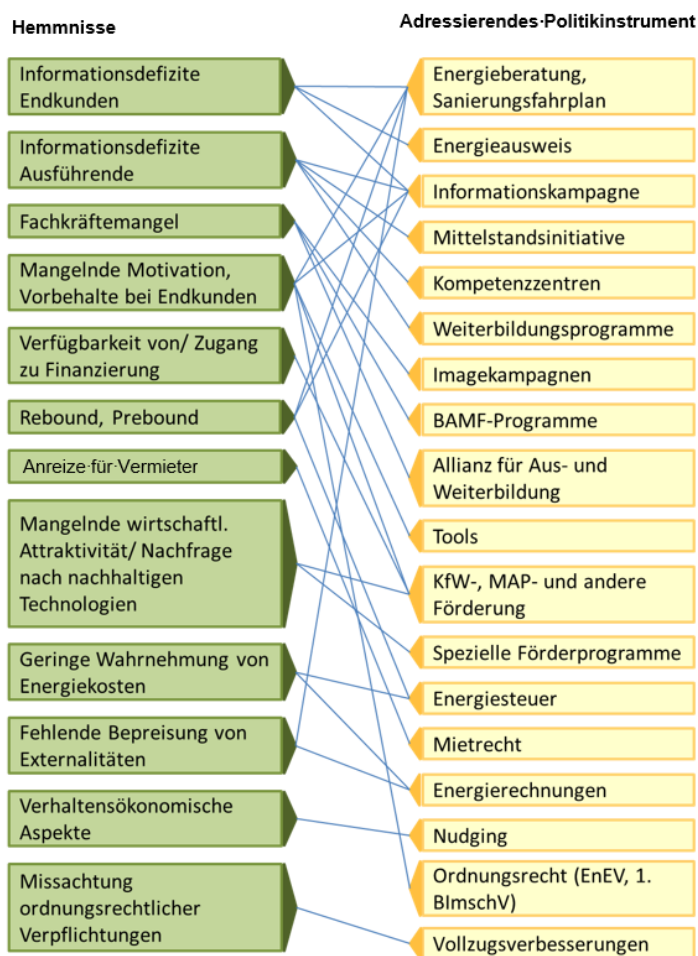 Hemmnisse
Informationsdefizite
Endkunden
Informationsdefizite
Ausführende
Fachkräftemangel
Mangelnde Motivation,
Vorbehalte bei Endkunden
Verfügbarkeit von/ Zugang
zu Finanzierung
Rebound, Prebound
Anreize·für·Vermieter
Mangelnde wirtschaftl.
Attraktivität/ Nachfrage
nach nachhaltigen
Technologien
Geringe Wahrnehmung von
Energiekosten
Fehlende Bepreisung von
Externalitäten
Verhaltensökonomische
Aspekte
Missachtung
ordnungsrechtlicher
Verpflichtungen
Adressierendes·Politikinstrument
Energieberatung,
Sanierungsfahrplan
Energieausweis
Informationskampagne
Mittelstandsinitiative
Kompetenzzentren
Weiterbildungsprogramme
Imagekampagnen
BAMF-Programme
Allianz für Aus- und
Weiterbildung
Tools
KfW-, MAP- und andere
Förderung
Spezielle Förderprogramme
Energiesteuer
Mietrecht
Energierechnungen
Nudging
Ordnungsrecht (EnEV, 1.
BImschV)
Vollzugsverbesserungen